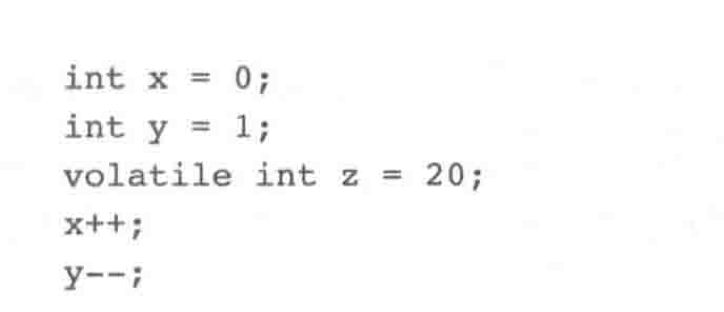 int x = 0;
int y = 1;
volatile int z = 20;
x++;
y--;